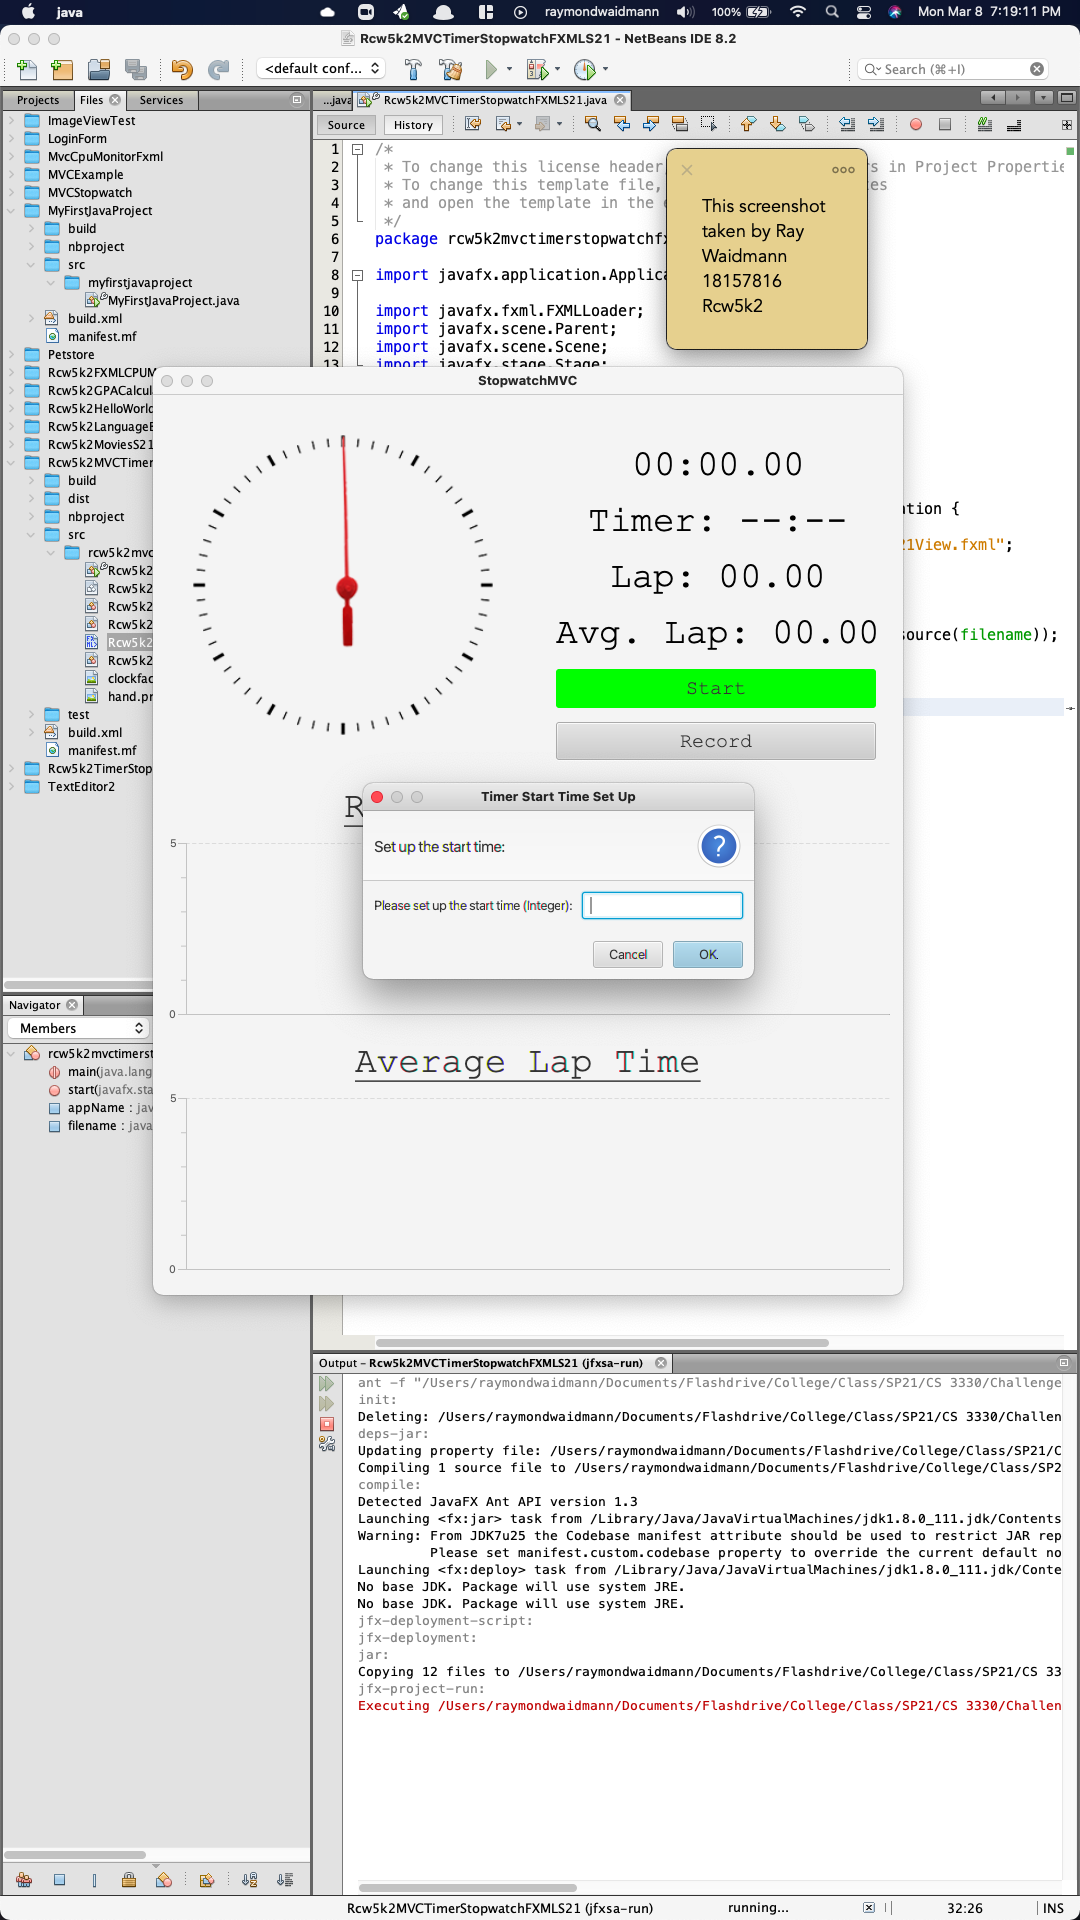 java
raymondwaidmann
100%
Mon Mar 8 7:19:11 PM
Rcw5k2MVCTimerStopwatchFXMLS21 - NetBeans IDE 8.2
<default conf...
Search (⌘+I)
Projects
Files
Services
...java
Rcw5k2MVCTimerStopwatchFXMLS21.java
Source
History
ImageViewTest
LoginForm
MvcCpuMonitorFxml
MVCExample
MVCStopwatch
MyFirstJavaProject
build
nbproject
src
myfirstjavaproject
MyFirstJavaProject.java
build.xml
manifest.mf
Petstore
Rcw5k2FXMLCPUM
Rcw5k2GPACalcul
Rcw5k2HelloWorld
Rcw5k2LanguageE
Rcw5k2MoviesS21
Rcw5k2MVCTimer
build
dist
nbproject
src
rcw5k2mvc
Rcw5k2
Rcw5k2
Rcw5k2
Rcw5k2
Rcw5k2
Rcw5k2
clockfac
hand.pr
test
build.xml
manifest.mf
Rcw5k2TimerStop
TextEditor2
1 /*
2 * To change this license header, rs in Project Propertie
3 * To change this template file, tes
4 * and open the template in the e
5 */
6 package rcw5k2mvctimerstopwatchfx
7
8 import javafx.application.Applica
9
10 import javafx.fxml.FXMLLoader;
11 import javafx.scene.Parent;
12 import javafx.scene.Scene;
13 import javafx.stage.Stage;
ation {
21View.fxml";
source(filename));
This screenshot
taken by Ray
Waidmann
18157816
Rcw5k2
StopwatchMVC
00:00.00
Timer: --:--
Lap: 00.00
Avg. Lap: 00.00
Start
Record
R
5
0
Timer Start Time Set Up
Set up the start time:
?
Please set up the start time (Integer):
Cancel
OK
Average Lap Time
5
0
Navigator
Members
rcw5k2mvctimerst
main(java.lang
start(javafx.sta
appName : jav
filename : java
Output - Rcw5k2MVCTimerStopwatchFXMLS21 (jfxsa-run)
ant -f "/Users/raymondwaidmann/Documents/Flashdrive/College/Class/SP21/CS 3330/Challenge
init:
Deleting: /Users/raymondwaidmann/Documents/Flashdrive/College/Class/SP21/CS 3330/Challen
deps-jar:
Updating property file: /Users/raymondwaidmann/Documents/Flashdrive/College/Class/SP21/C
Compiling 1 source file to /Users/raymondwaidmann/Documents/Flashdrive/College/Class/SP2
compile:
Detected JavaFX Ant API version 1.3
Launching <fx:jar> task from /Library/Java/JavaVirtualMachines/jdk1.8.0_111.jdk/Contents
Warning: From JDK7u25 the Codebase manifest attribute should be used to restrict JAR rep
Please set manifest.custom.codebase property to override the current default no
Launching <fx:deploy> task from /Library/Java/JavaVirtualMachines/jdk1.8.0_111.jdk/Conte
No base JDK. Package will use system JRE.
No base JDK. Package will use system JRE.
jfx-deployment-script:
jfx-deployment:
jar:
Copying 12 files to /Users/raymondwaidmann/Documents/Flashdrive/College/Class/SP21/CS 33
jfx-project-run:
Executing /Users/raymondwaidmann/Documents/Flashdrive/College/Class/SP21/CS 3330/Challen
Rcw5k2MVCTimerStopwatchFXMLS21 (jfxsa-run)
running...
32:26
INS